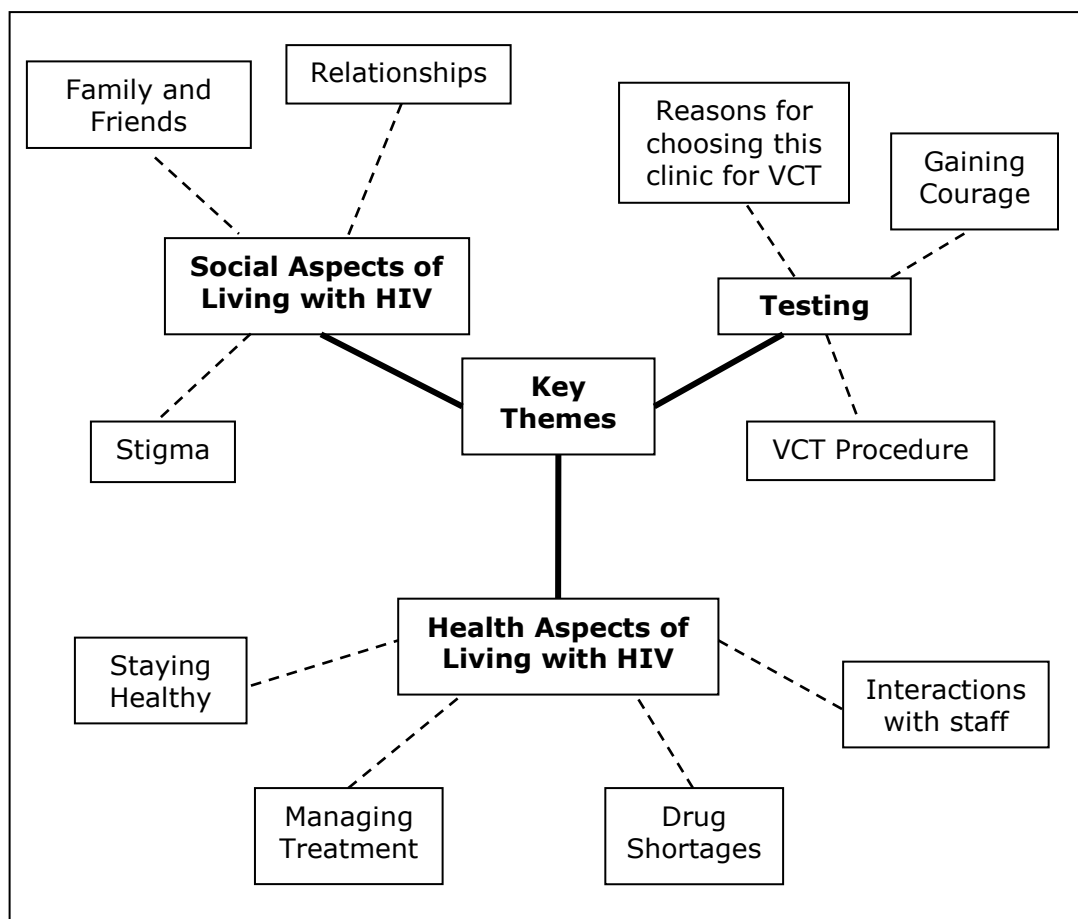 Family and
Friends
Relationships
Reasons for
choosing this
clinic for VCT
Gaining
Courage
Social Aspects of
Living with HIV
Testing
Key
Themes
Stigma
VCT Procedure
Health Aspects of
Living with HIV
Staying
Healthy
Interactions
with staff
Managing
Treatment
Drug
Shortages